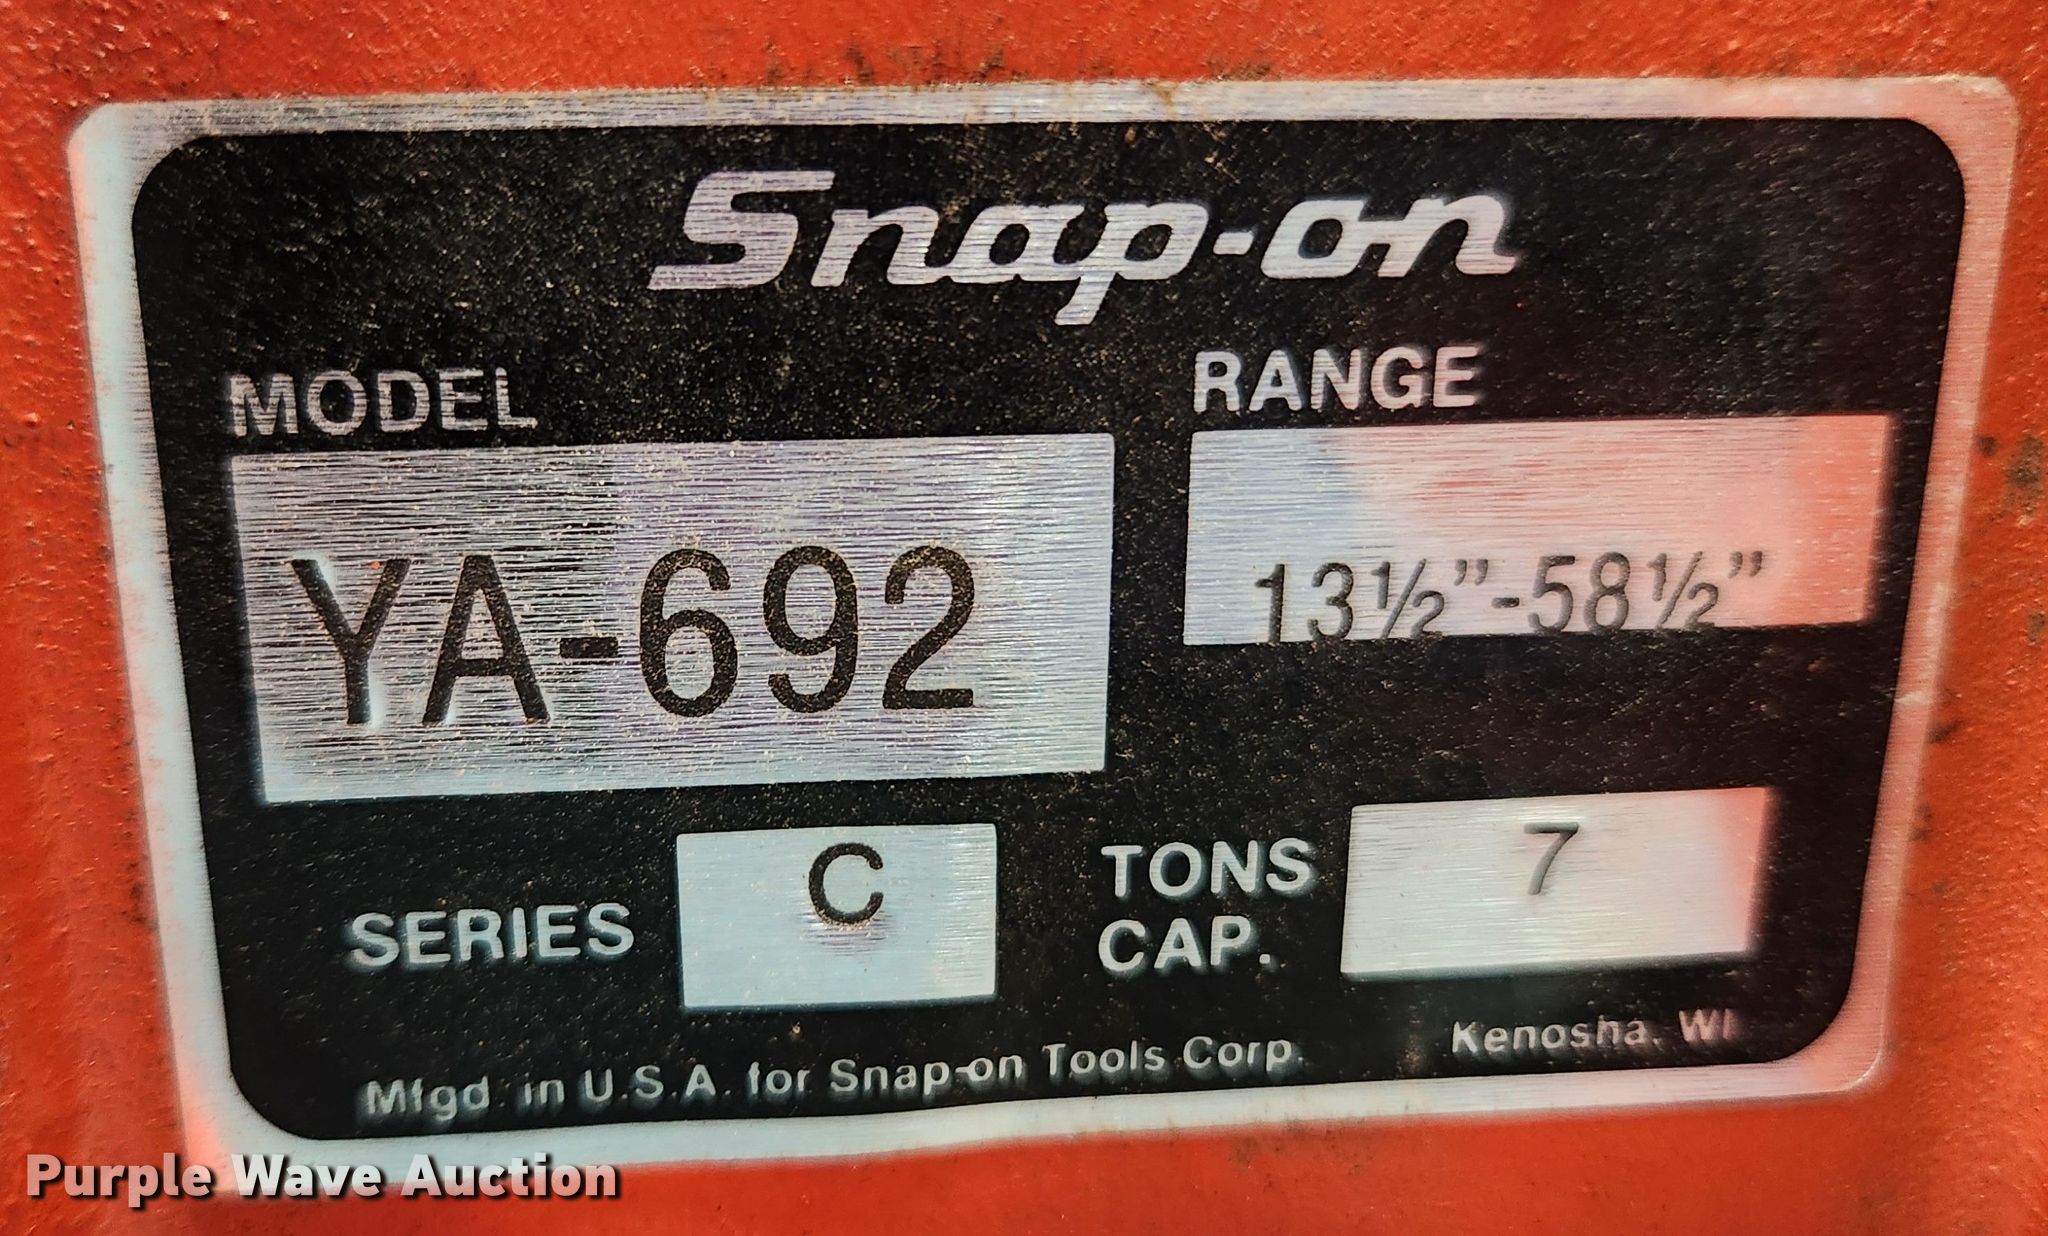 Snap-on
MODEL
YA-692
RANGE
13½"-58½"
SERIES C
TONS CAP. 7
Mfgd. in U.S.A. for Snap-on Tools Corp. Kenosha, WI
Purple Wave Auction